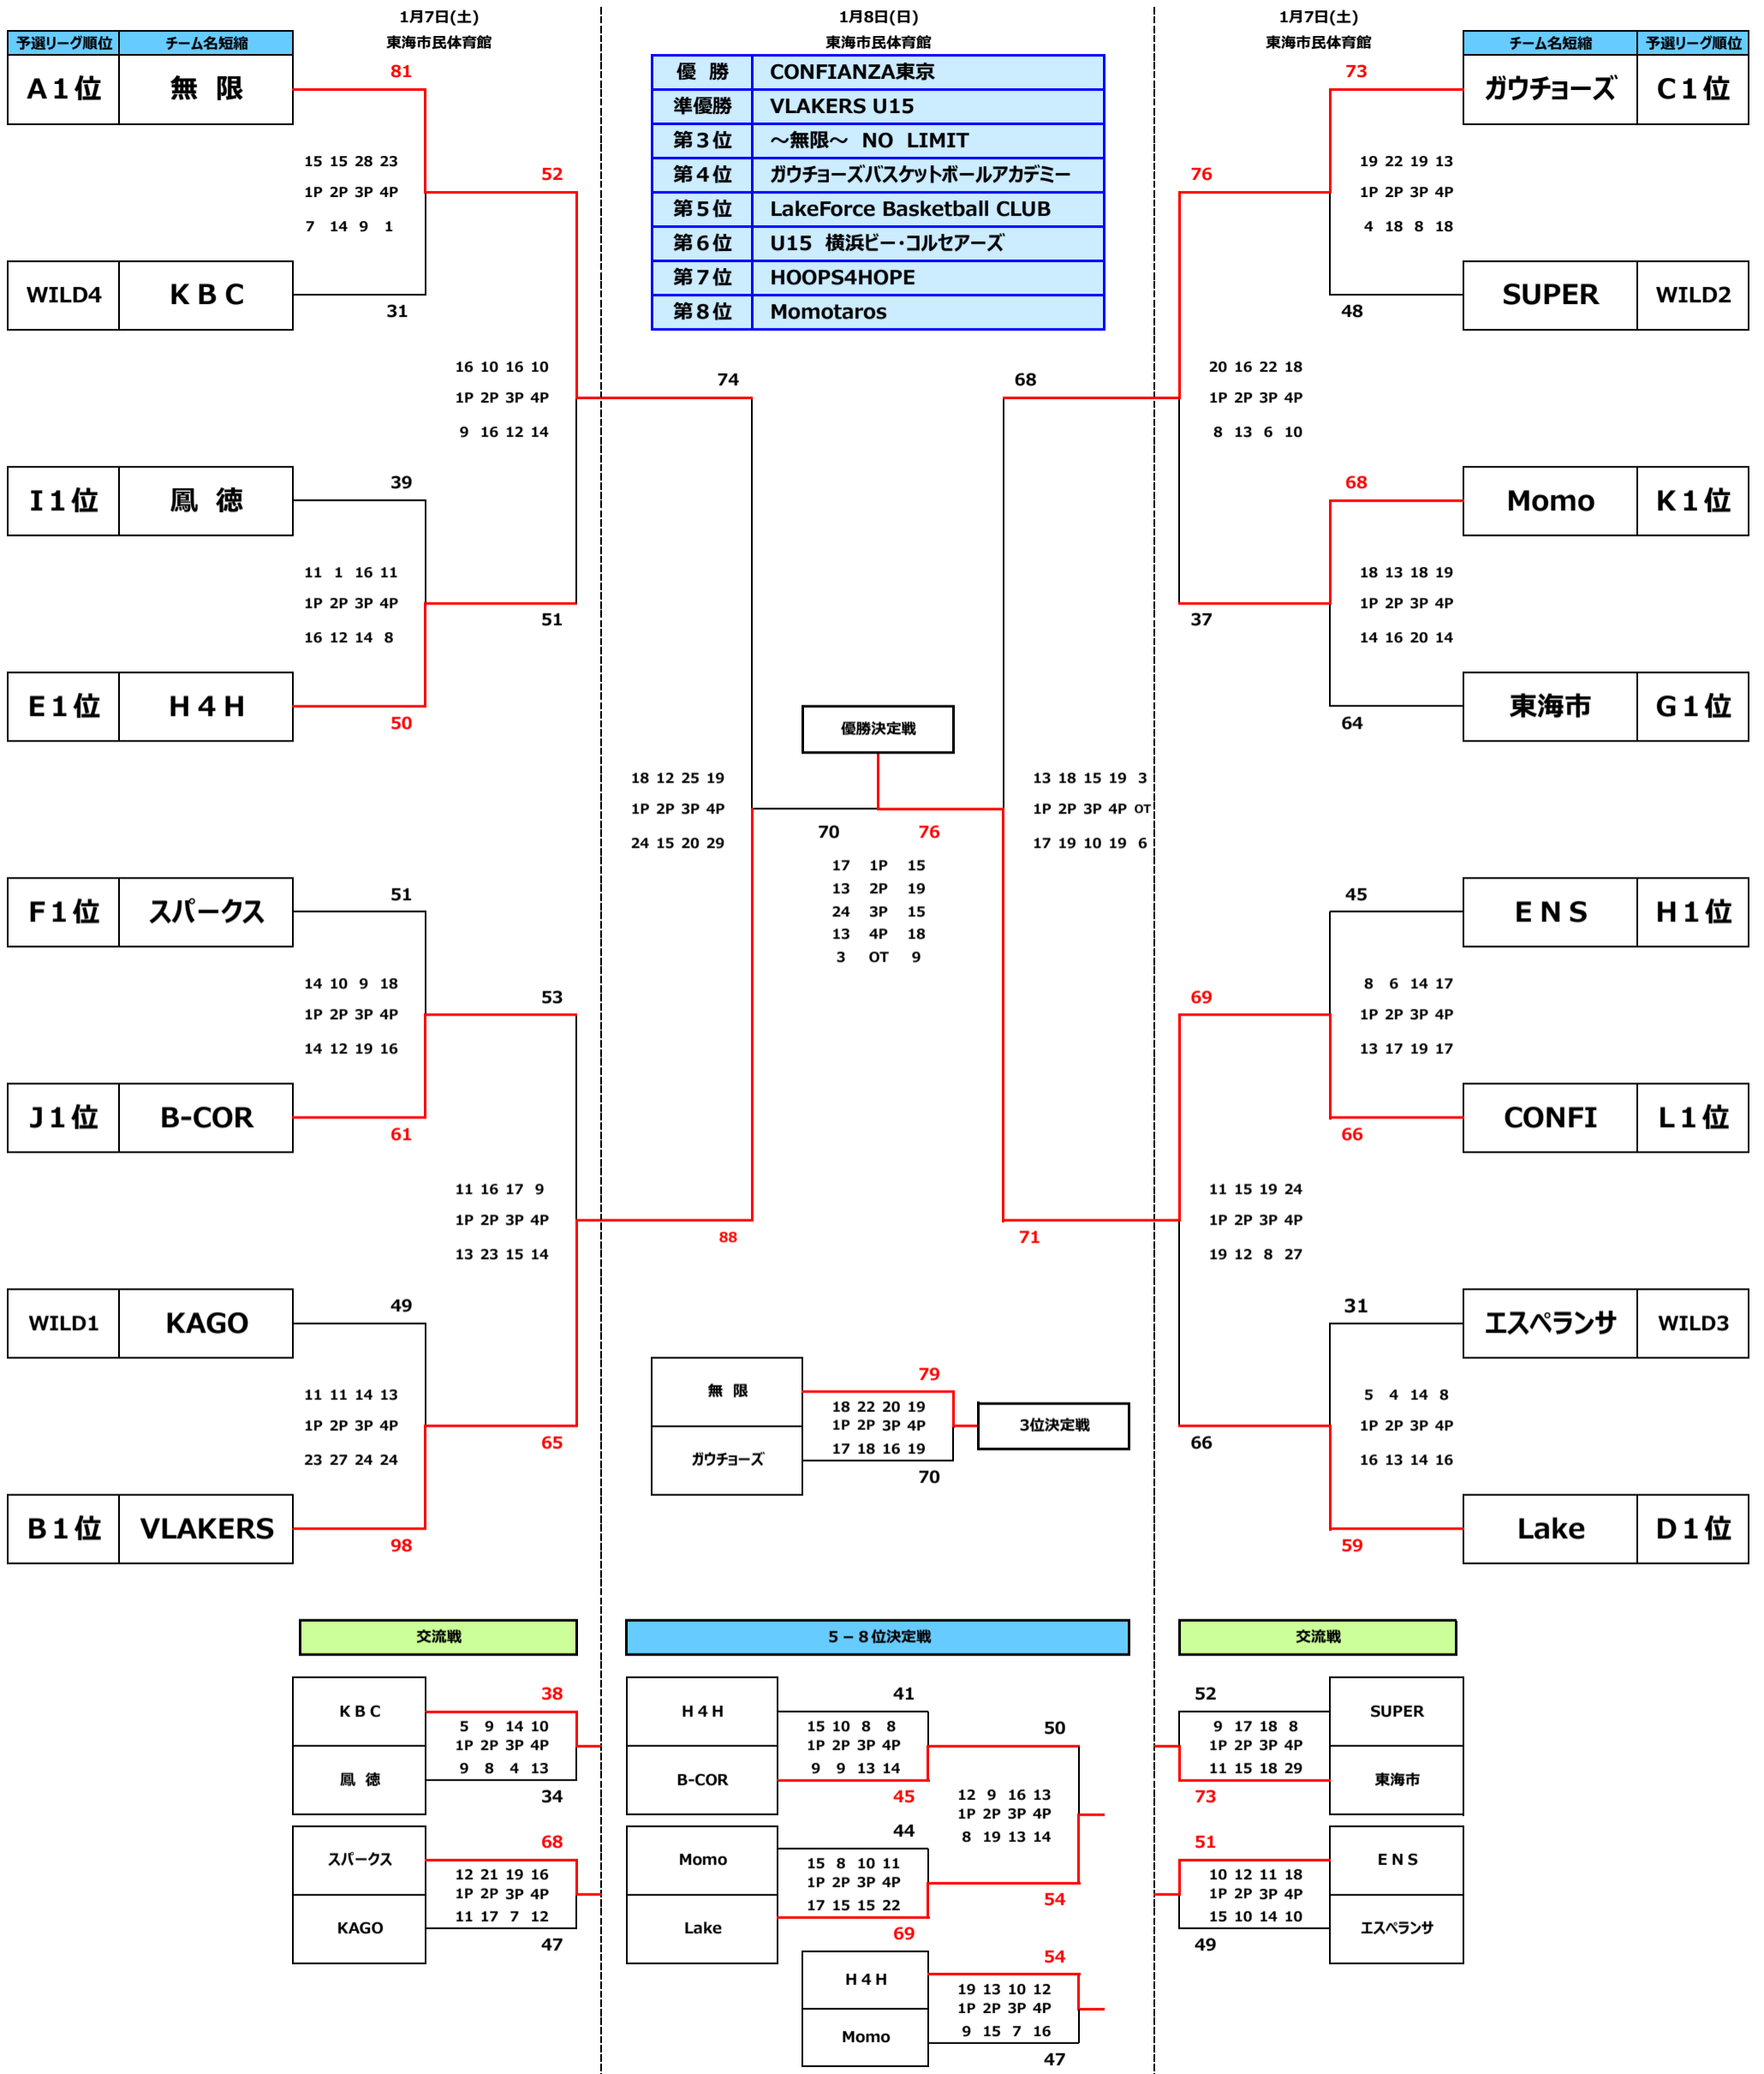 1月7日(土) 1月8日(日) 1月7日(土)
予選リーグ順位 チーム名短縮 東海市民体育館 東海市民体育館 東海市民体育館 チーム名短縮 予選リーグ順位
優 勝 CONFIANZA東京
準優勝 VLAKERS U15
第3位 ～無限～ NO LIMIT
第4位 ガウチョーズバスケットボールアカデミー
第5位 LakeForce Basketball CLUB
第6位 U15 横浜ビー・コルセアーズ
第7位 HOOPS4HOPE
第8位 Momotaros
A1位 無 限
81
15 15 28 23
1P 2P 3P 4P
7 14 9 1
WILD4 KBC
31
52
16 10 16 10
1P 2P 3P 4P
9 16 12 14
51
I1位 鳳 徳
39
11 1 16 11
1P 2P 3P 4P
16 12 14 8
E1位 H4H
50
F1位 スパークス
51
14 10 9 18
1P 2P 3P 4P
14 12 19 16
J1位 B-COR
61
53
11 16 17 9
1P 2P 3P 4P
13 23 15 14
65
WILD1 KAGO
49
11 11 14 13
1P 2P 3P 4P
23 27 24 24
B1位 VLAKERS
98
74
18 12 25 19
1P 2P 3P 4P
24 15 20 29
88
優勝決定戦
70 76
17 1P 15
13 2P 19
24 3P 15
13 4P 18
3 OT 9
68
13 18 15 19 3
1P 2P 3P 4P OT
17 19 10 19 6
71
無 限
79
18 22 20 19
1P 2P 3P 4P
17 18 16 19
ガウチョーズ
70
3位決定戦
73
ガウチョーズ C1位
19 22 19 13
1P 2P 3P 4P
4 18 8 18
48
SUPER WILD2
76
20 16 22 18
1P 2P 3P 4P
8 13 6 10
37
68
Momo K1位
18 13 18 19
1P 2P 3P 4P
14 16 20 14
64
東海市 G1位
45
ENS H1位
8 6 14 17
1P 2P 3P 4P
13 17 19 17
66
CONFI L1位
69
11 15 19 24
1P 2P 3P 4P
19 12 8 27
66
31
エスペランサ WILD3
5 4 14 8
1P 2P 3P 4P
16 13 14 16
59
Lake D1位
交流戦
KBC
38
5 9 14 10
1P 2P 3P 4P
9 8 4 13
鳳 徳
34
スパークス
68
12 21 19 16
1P 2P 3P 4P
11 17 7 12
KAGO
47
5－8位決定戦
H4H
41
15 10 8 8
1P 2P 3P 4P
9 9 13 14
B-COR
45
Momo
44
15 8 10 11
1P 2P 3P 4P
17 15 15 22
Lake
69
50
12 9 16 13
1P 2P 3P 4P
8 19 13 14
54
H4H
54
19 13 10 12
1P 2P 3P 4P
9 15 7 16
Momo
47
交流戦
52
SUPER
9 17 18 8
1P 2P 3P 4P
11 15 18 29
東海市
73
51
ENS
10 12 11 18
1P 2P 3P 4P
15 10 14 10
エスペランサ
49